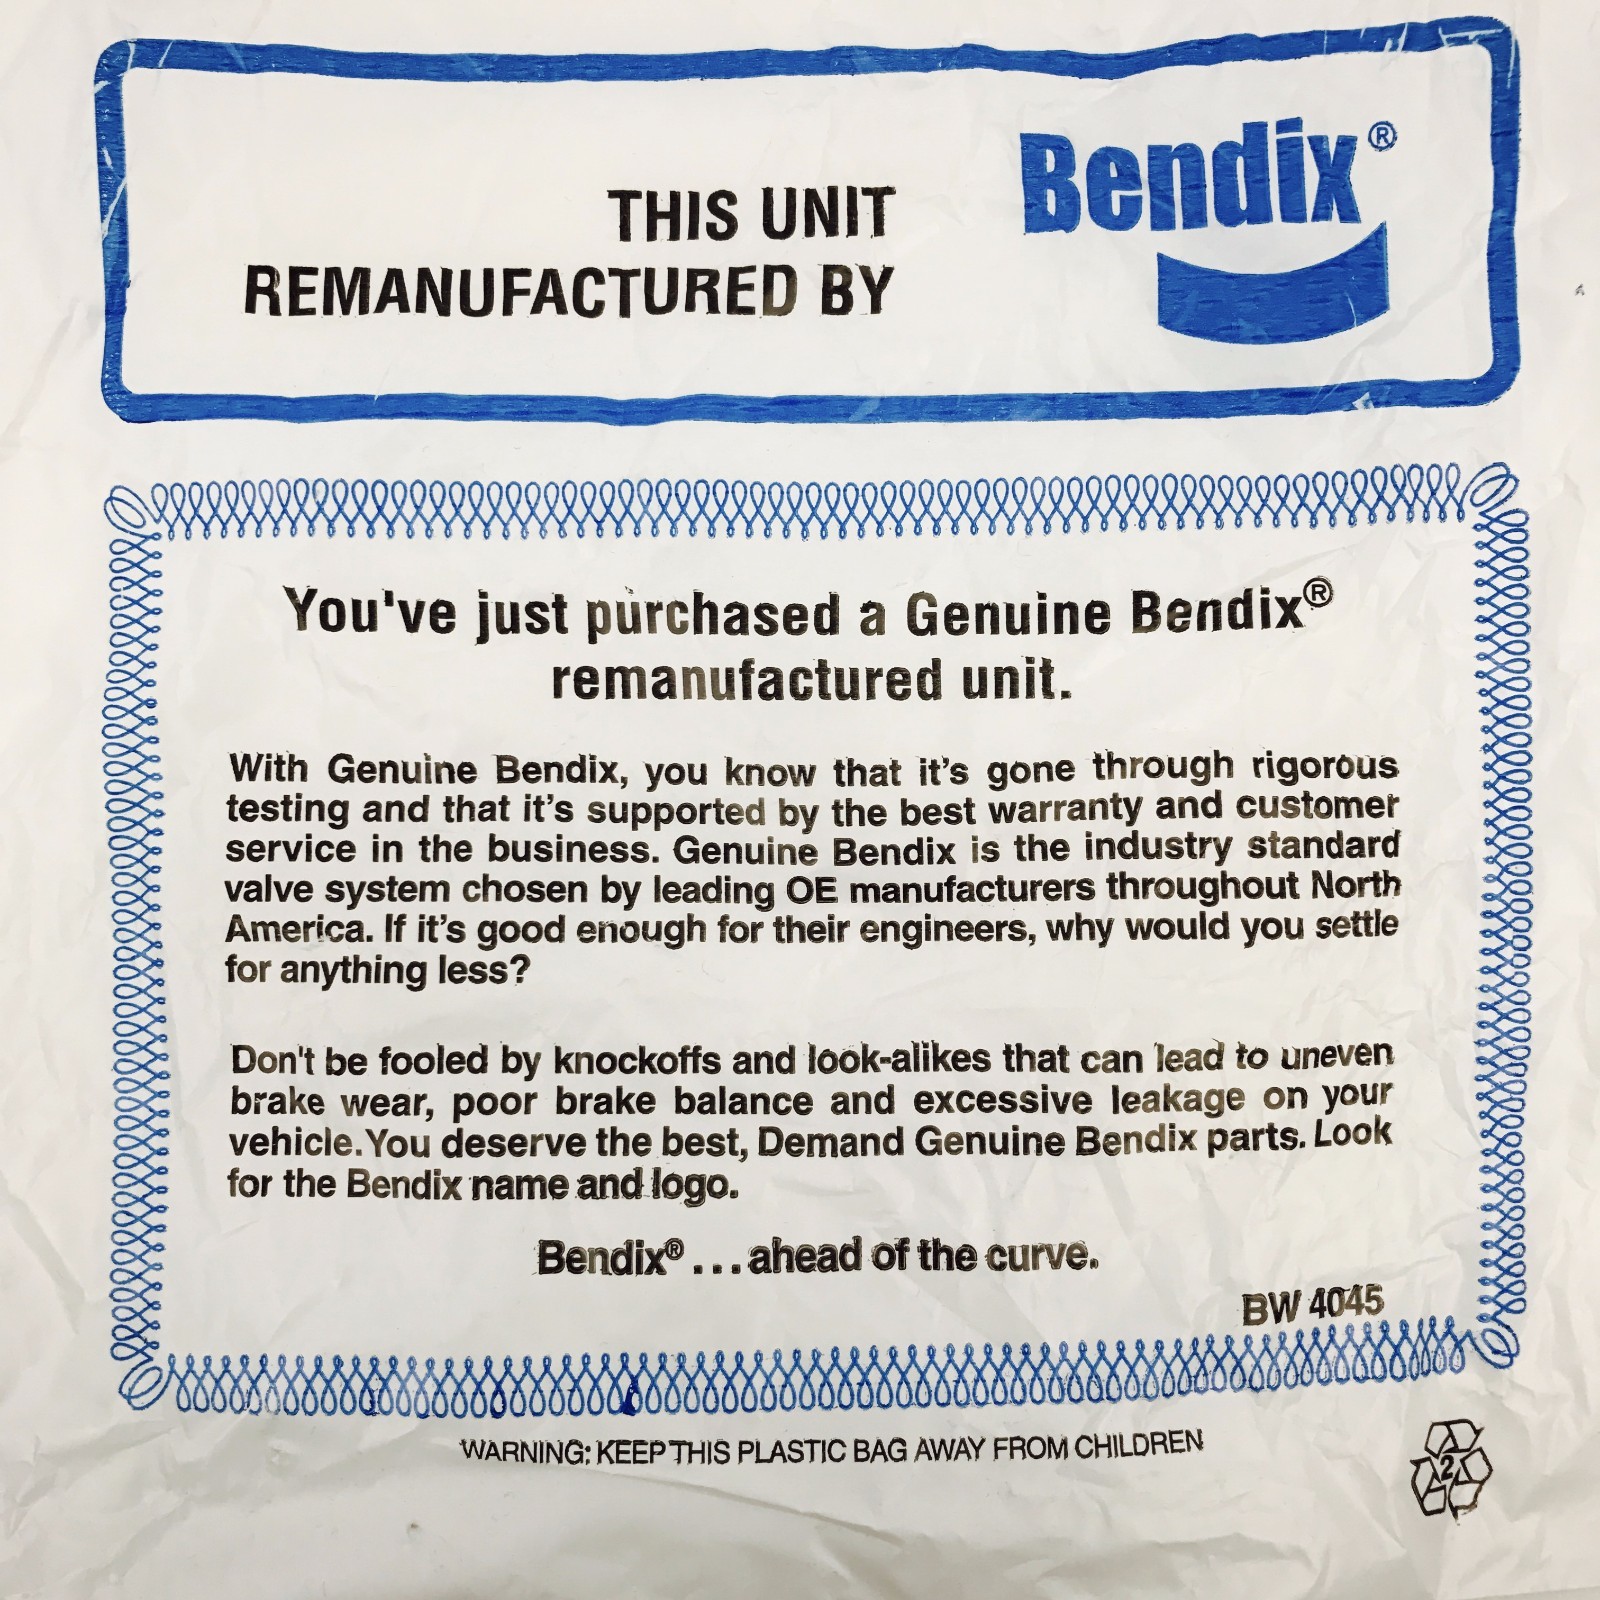 THIS UNIT
REMANUFACTURED BY
Bendix®
You've just purchased a Genuine Bendix®
remanufactured unit.
With Genuine Bendix, you know that it’s gone through rigorous
testing and that it’s supported by the best warranty and customer
service in the business. Genuine Bendix is the industry standard
valve system chosen by leading OE manufacturers throughout North
America. If it’s good enough for their engineers, why would you settle
for anything less?
Don't be fooled by knockoffs and look-alikes that can lead to uneven
brake wear, poor brake balance and excessive leakage on your
vehicle. You deserve the best, Demand Genuine Bendix parts. Look
for the Bendix name and logo.
Bendix® ...ahead of the curve.
BW 4045
WARNING: KEEP THIS PLASTIC BAG AWAY FROM CHILDREN
2